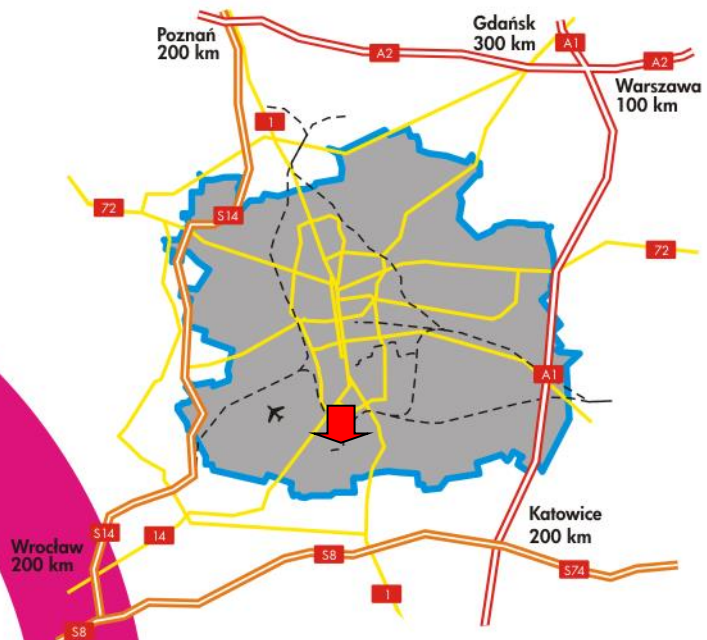 Poznań
200 km
Gdańsk
300 km
A1
A2
A2
Warszawa
100 km
1
72
S14
72
A1
Katowice
200 km
S14
14
Wrocław
200 km
S8
S74
1
S8